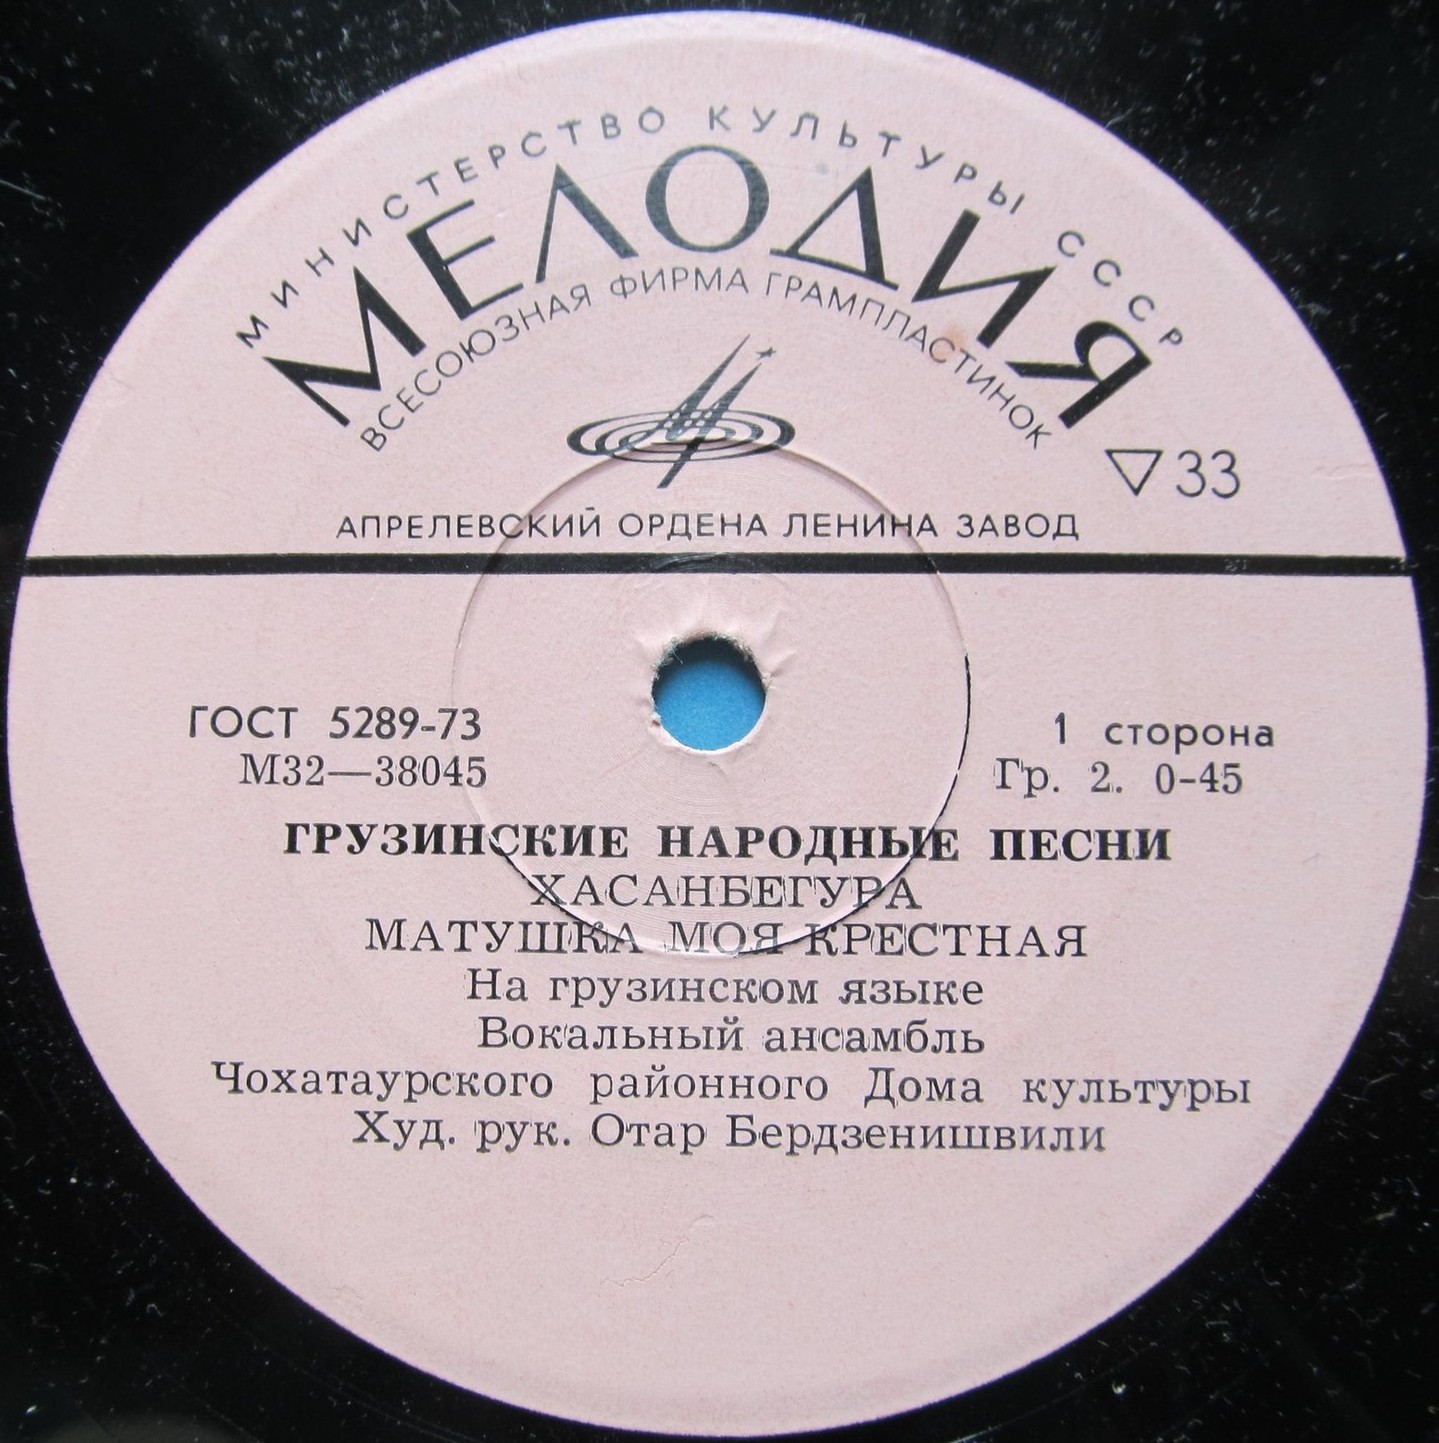 МИНИСТЕРСТВО КУЛЬТУРЫ СССР
МЕЛОДИЯ
ВСЕСОЮЗНАЯ ФИРМА ГРАМПЛАСТИНОК
▽33
АПРЕЛЕВСКИЙ ОРДЕНА ЛЕНИНА ЗАВОД
ГОСТ 5289-73
М32—38045
1 сторона
Гр. 2. 0-45
ГРУЗИНСКИЕ НАРОДНЫЕ ПЕСНИ
ХАСАНБЕГУРА
МАТУШКА МОЯ КРЕСТНАЯ
На грузинском языке
Вокальный ансамбль
Чохатаурского районного Дома культуры
Худ. рук. Отар Бердзенишвили